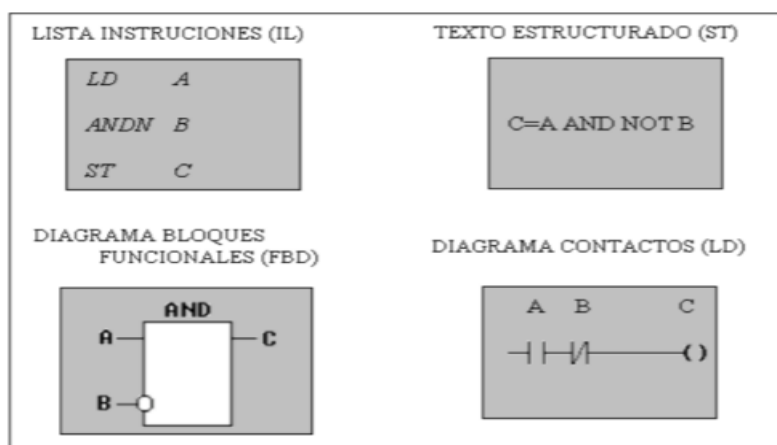 LISTA INSTRUCIONES (IL)
LD A
ANDN B
ST C
TEXTO ESTRUCTURADO (ST)
C=A AND NOT B
DIAGRAMA BLOQUES
FUNCIONALES (FBD)
AND
A C
B
DIAGRAMA CONTACTOS (LD)
A B C